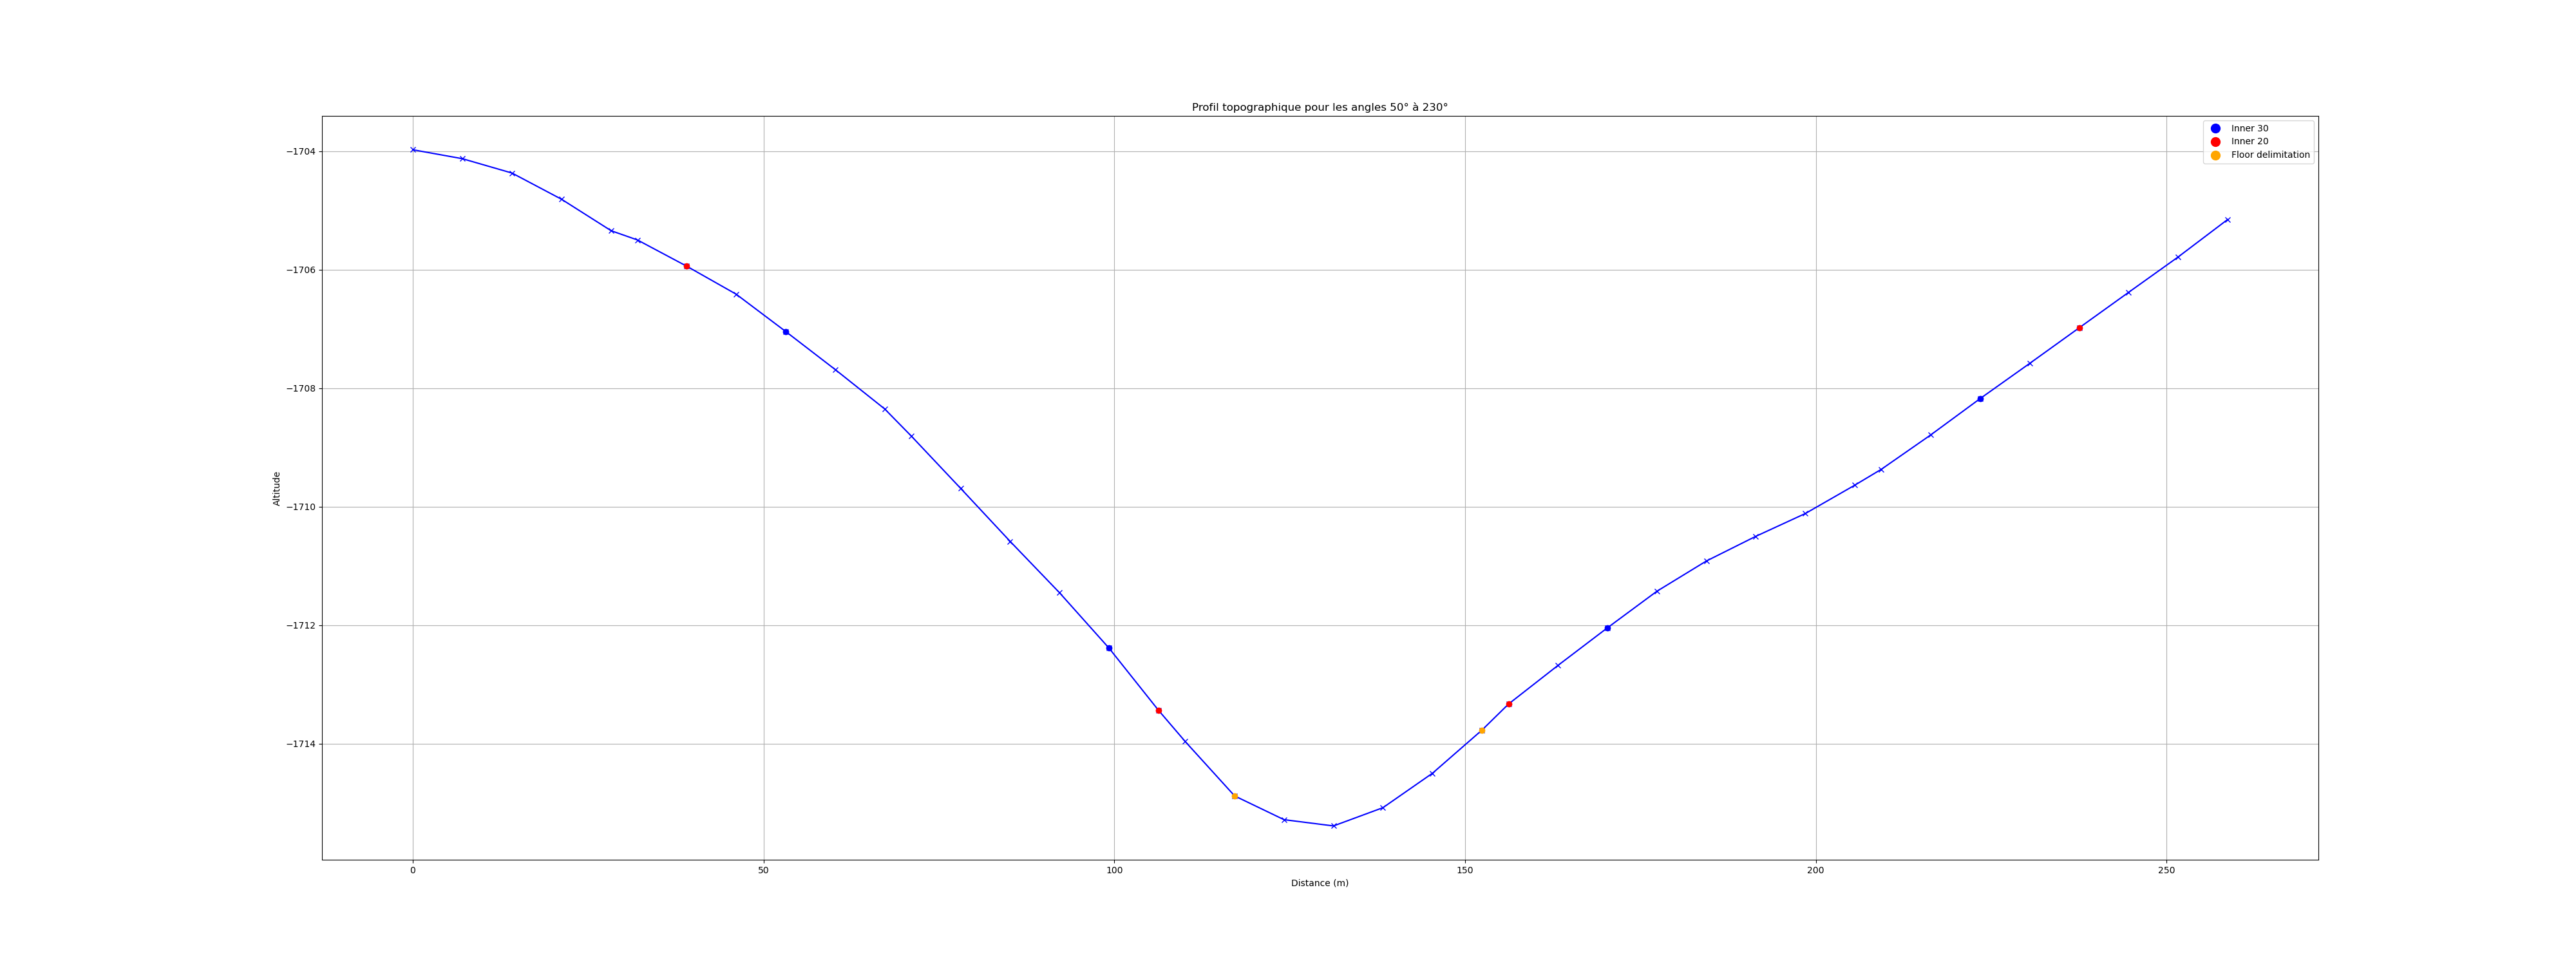 Profil topographique pour les angles 50° à 230°
Inner 30
Inner 20
Floor delimitation
Altitude
−1704
−1706
−1708
−1710
−1712
−1714
0 50 100 150 200 250
Distance (m)